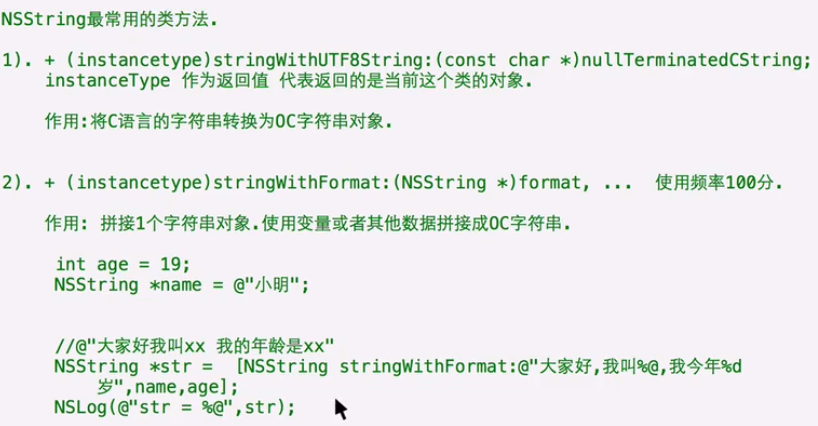 NSString最常用的类方法.
1). + (instancetype)stringWithUTF8String:(const char *)nullTerminatedCString;
instanceType 作为返回值 代表返回的是当前这个类的对象.
作用:将C语言的字符串转换为OC字符串对象.
2). + (instancetype)stringWithFormat:(NSString *)format, ... 使用频率100分.
作用: 拼接1个字符串对象.使用变量或者其他数据拼接成OC字符串.
int age = 19;
NSString *name = @"小明";
//@"大家好我叫xx 我的年龄是xx"
NSString *str = [NSString stringWithFormat:@"大家好,我叫%@,我今年%d
岁",name,age];
NSLog(@"str = %@",str);